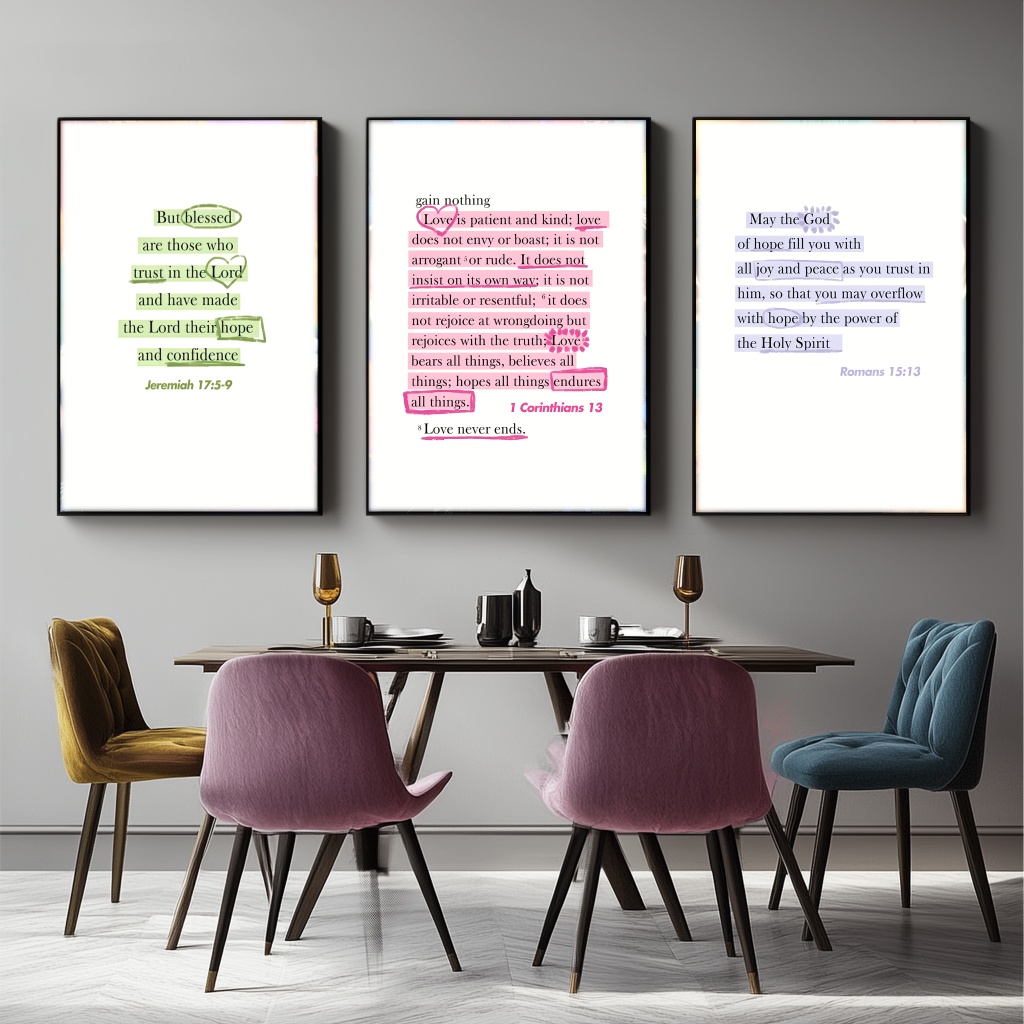 But blessed
are those who
trust in the Lord
and have made
the Lord their hope
and confidence
Jeremiah 17:5-9
gain nothing
Love is patient and kind; love
does not envy or boast; it is not
arrogant ⁵or rude. It does not
insist on its own way; it is not
irritable or resentful; ⁶it does
not rejoice at wrongdoing but
rejoices with the truth; Love
bears all things, believes all
things; hopes all things endures
all things.
1 Corinthians 13
⁸Love never ends.
May the God
of hope fill you with
all joy and peace as you trust in
him, so that you may overflow
with hope by the power of
the Holy Spirit
Romans 15:13